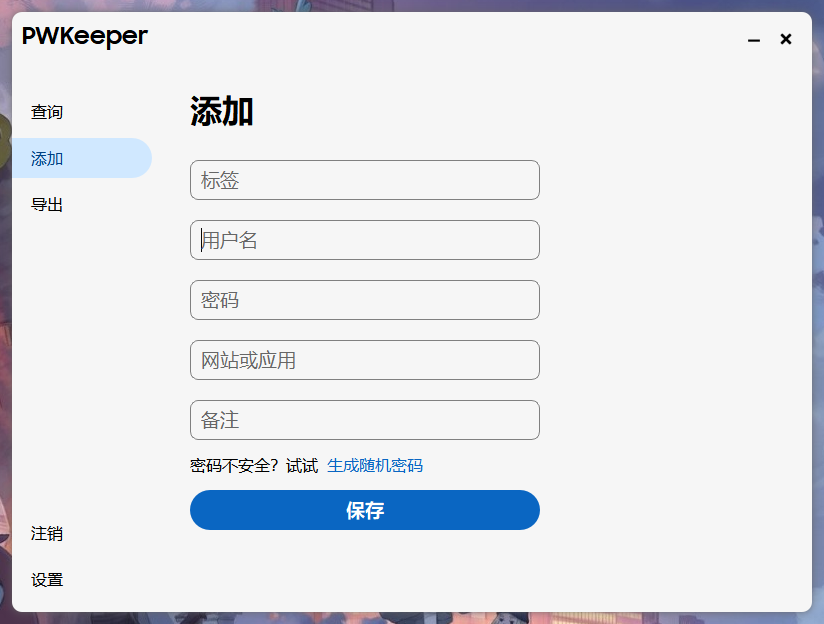 PWKeeper
查询
添加
导出
注销
设置
添加
标签
用户名
密码
网站或应用
备注
密码不安全？试试 生成随机密码
保存